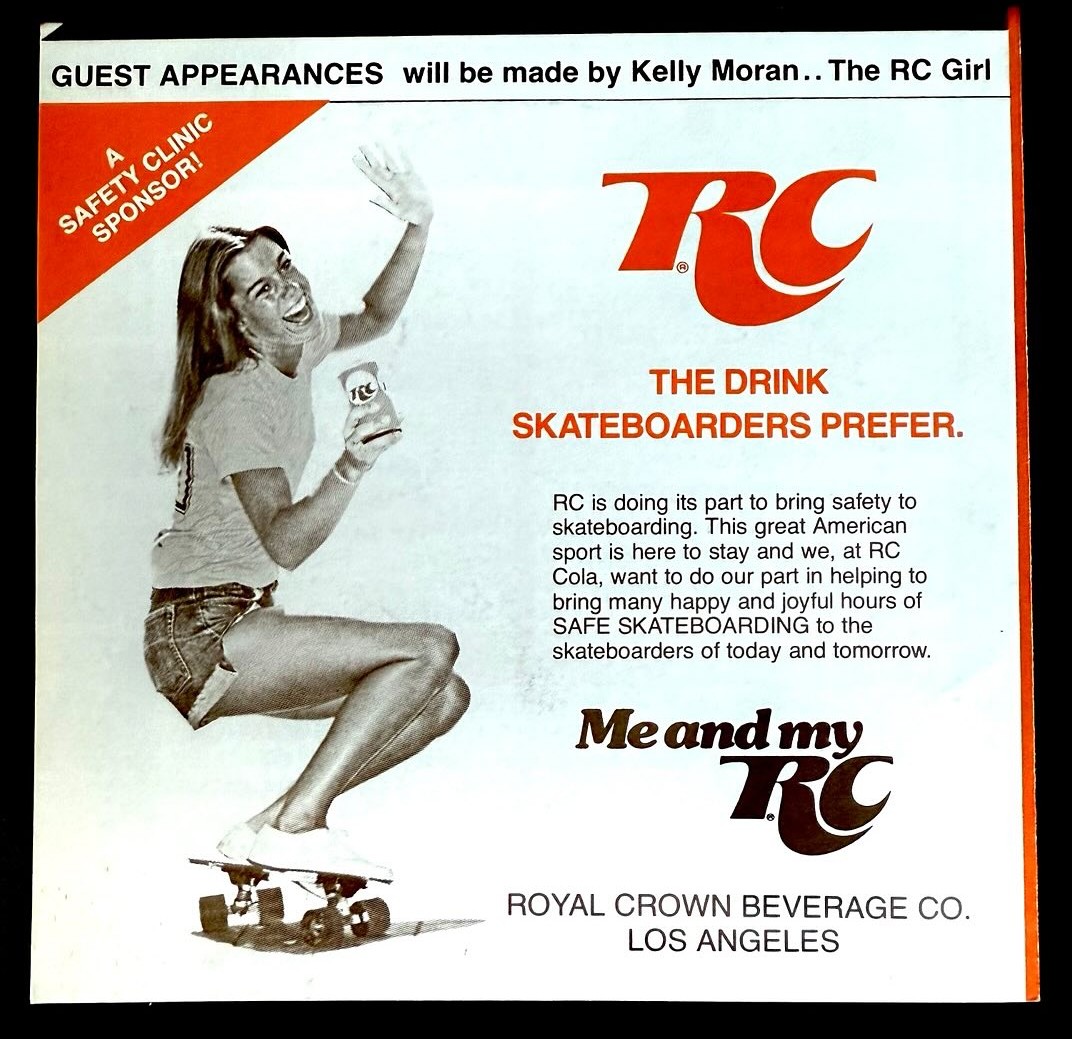 GUEST APPEARANCES will be made by Kelly Moran.. The RC Girl
A
SAFETY CLINIC
SPONSOR!
RC®
RC
THE DRINK
SKATEBOARDERS PREFER.
RC is doing its part to bring safety to
skateboarding. This great American
sport is here to stay and we, at RC
Cola, want to do our part in helping to
bring many happy and joyful hours of
SAFE SKATEBOARDING to the
skateboarders of today and tomorrow.
Me and my
RC®
ROYAL CROWN BEVERAGE CO.
LOS ANGELES